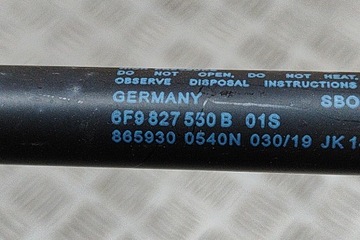 DO NOT OPEN, DO NOT HEAT.
OBSERVE DISPOSAL INSTRUCTIONS
GERMANY SBO
6F9 827 550 B 01S
865930 0540N 030/19 JK 1